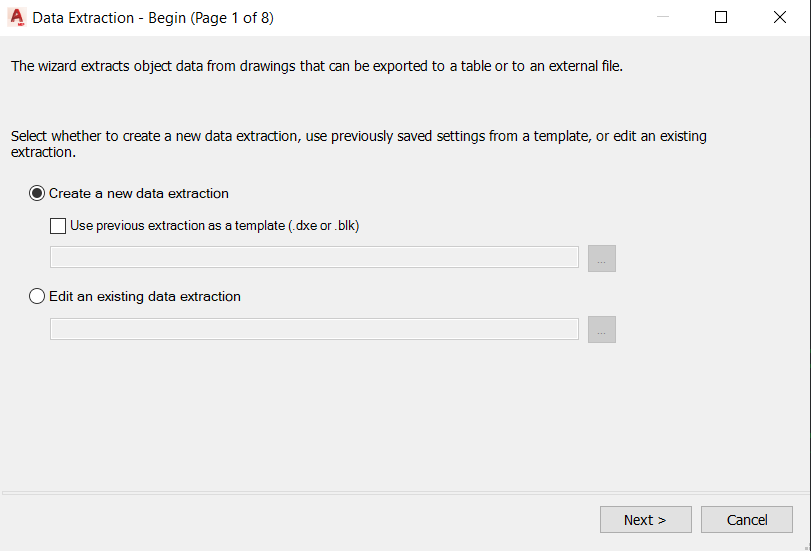 Data Extraction - Begin (Page 1 of 8)
The wizard extracts object data from drawings that can be exported to a table or to an external file.
Select whether to create a new data extraction, use previously saved settings from a template, or edit an existing
extraction.
Create a new data extraction
Use previous extraction as a template (.dxe or .blk)
...
Edit an existing data extraction
...
Next >
Cancel